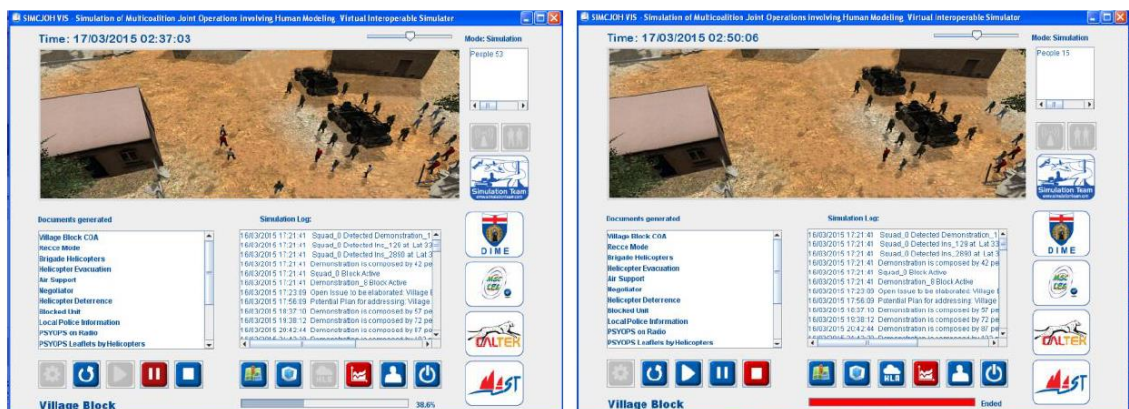 SIMCJOH VIS - Simulation of Multicoalition Joint Operations involving Human Modeling Virtual Interoperable Simulator
Time: 17/03/2015 02:37:03
Mode: Simulation
People 53
Simulation Team
Documents generated
Simulation Log:
Village Block COA
Recce Mode
Brigade Helicopters
Helicopter Evacuation
Air Support
Negotiator
Helicopter Deterrence
Blocked Unit
Local Police Information
PSYOPS on Radio
PSYOPS Leaflets by Helicopters
16/03/2015 17:21:41 Squad_0 Detected Demonstration_1
16/03/2015 17:21:41 Squad_0 Detected Ins_129 at Lat 33
16/03/2015 17:21:41 Squad_0 Detected Ins_2890 at Lat 33
16/03/2015 17:21:41 Demonstration is composed by 42 pe
16/03/2015 17:21:41 Squad_0 Block Active
16/03/2015 17:21:41 Demonstration_8 Block Active
16/03/2015 17:23:09 Open Issue to be elaborated: Village
16/03/2015 17:56:09 Potential Plan for addressing: Village
16/03/2015 18:37:10 Demonstration is composed by 57 pe
16/03/2015 19:38:12 Demonstration is composed by 72 pe
16/03/2015 20:42:44 Demonstration is composed by 87 pe
DIME
CALTEK
MAST
HLA
Village Block
38,6%
SIMCJOH VIS - Simulation of Multicoalition Joint Operations involving Human Modeling Virtual Interoperable Simulator
Time: 17/03/2015 02:50:06
Mode: Simulation
People 15
Simulation Team
Documents generated
Simulation Log:
Village Block COA
Recce Mode
Brigade Helicopters
Helicopter Evacuation
Air Support
Negotiator
Helicopter Deterrence
Blocked Unit
Local Police Information
PSYOPS on Radio
PSYOPS Leaflets by Helicopters
16/03/2015 17:21:41 Squad_0 Detected Demonstration_1
16/03/2015 17:21:41 Squad_0 Detected Ins_129 at Lat 33
16/03/2015 17:21:41 Squad_0 Detected Ins_2890 at Lat
16/03/2015 17:21:41 Demonstration is composed by 42 pe
16/03/2015 17:21:41 Squad_0 Block Active
16/03/2015 17:21:41 Demonstration_8 Block Active
16/03/2015 17:23:09 Open Issue to be elaborated: Village
16/03/2015 17:56:09 Potential Plan for addressing: Village
16/03/2015 18:37:10 Demonstration is composed by 57 pe
16/03/2015 19:38:12 Demonstration is composed by 72 pe
16/03/2015 20:42:44 Demonstration is composed by 87 pe
DIME
CALTEK
MAST
HLA
Village Block
Ended